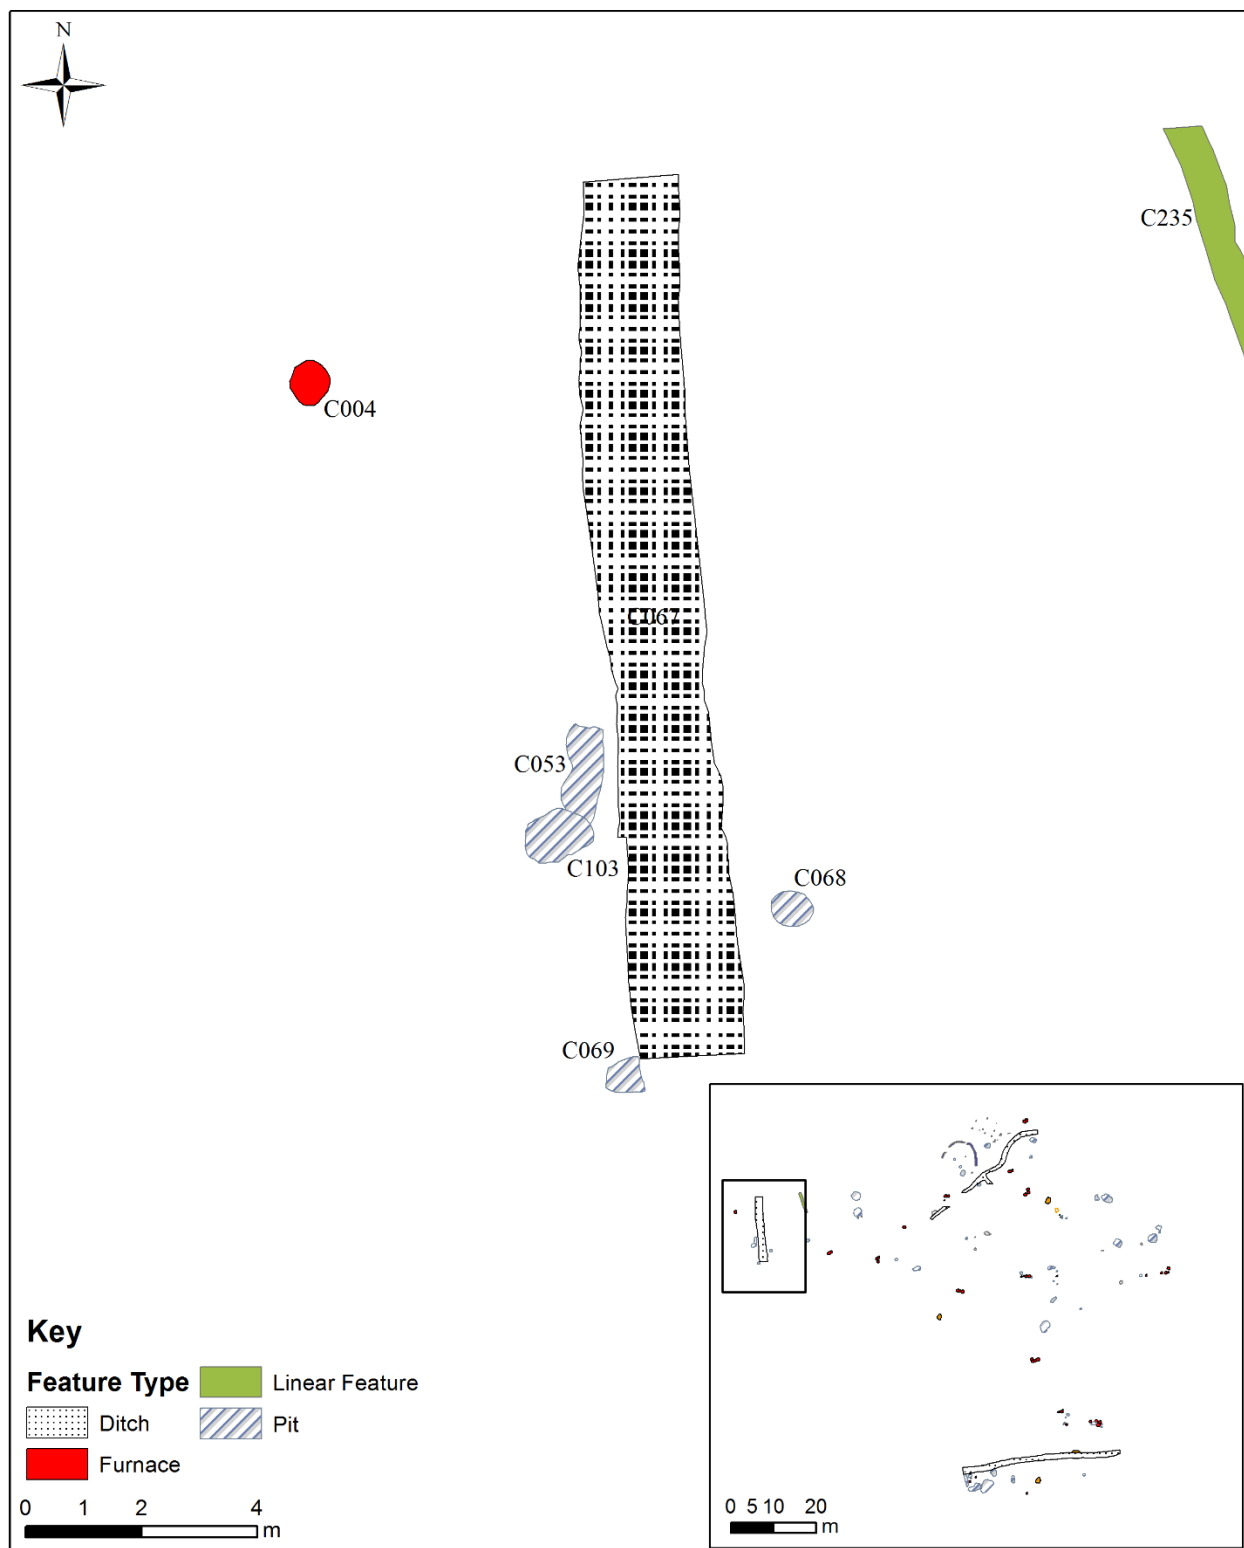 N
C235
C004
C067
C053
C103
C068
C069
Key
Feature Type
Linear Feature
Ditch
Pit
Furnace
0 1 2 4
m
0 5 10 20
m